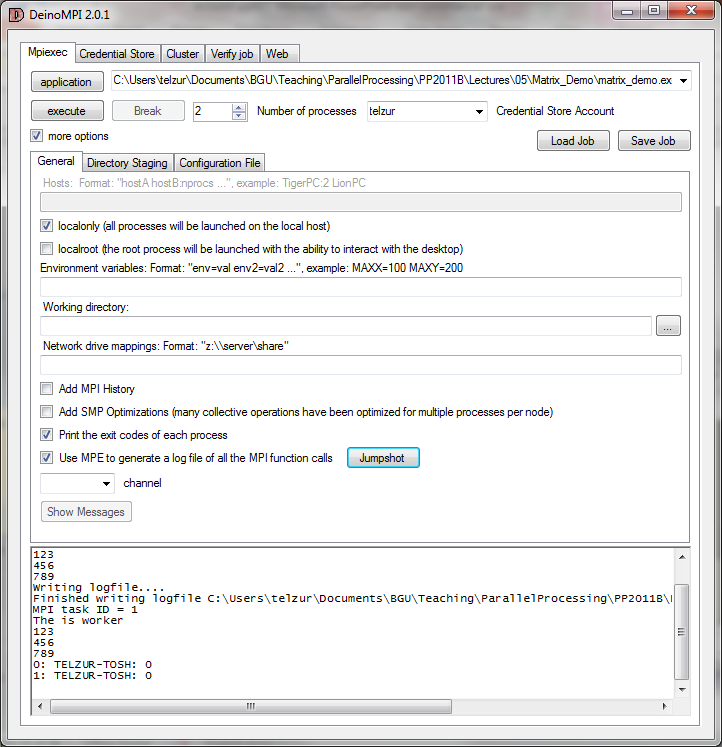 DeinoMPI 2.0.1
Mpiexec Credential Store Cluster Verify job Web
application C:\Users\telzur\Documents\BGU\Teaching\ParallelProcessing\PP2011B\Lectures\05\Matrix_Demo\matrix_demo.ex
execute Break 2 Number of processes telzur Credential Store Account
more options
Load Job Save Job
General Directory Staging Configuration File
Hosts: Format: "hostA hostB:nprocs ...", example: TigerPC:2 LionPC
localonly (all processes will be launched on the local host)
localroot (the root process will be launched with the ability to interact with the desktop)
Environment variables: Format: "env=val env2=val2 ...", example: MAXX=100 MAXY=200
Working directory:
...
Network drive mappings: Format: "z:\\server\share"
Add MPI History
Add SMP Optimizations (many collective operations have been optimized for multiple processes per node)
Print the exit codes of each process
Use MPE to generate a log file of all the MPI function calls Jumpshot
channel
Show Messages
123
456
789
Writing logfile....
Finished writing logfile C:\Users\telzur\Documents\BGU\Teaching\ParallelProcessing\PP2011B\
MPI task ID = 1
The is worker
123
456
789
0: TELZUR-TOSH: 0
1: TELZUR-TOSH: 0